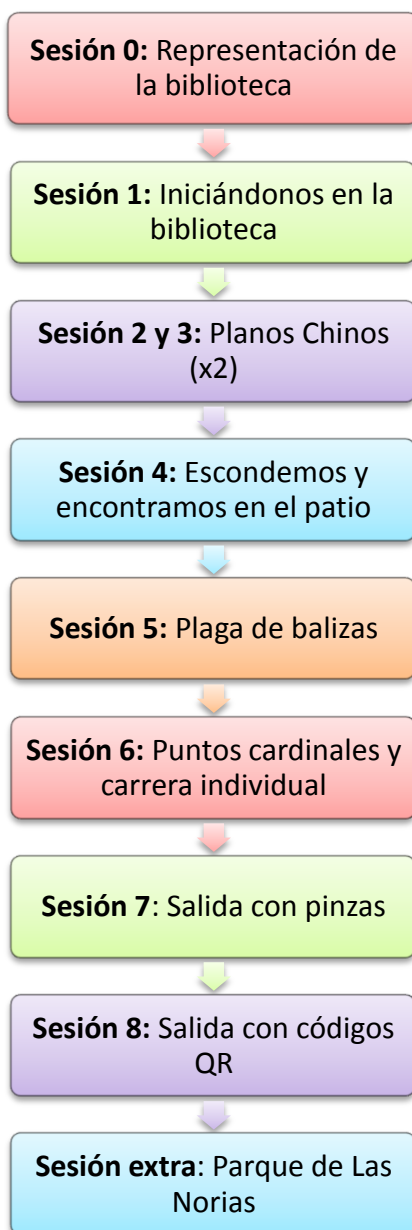 Sesión 0: Representación de
la biblioteca
Sesión 1: Iniciándonos en la
biblioteca
Sesión 2 y 3: Planos Chinos
(x2)
Sesión 4: Escondemos y
encontramos en el patio
Sesión 5: Plaga de balizas
Sesión 6: Puntos cardinales y
carrera individual
Sesión 7: Salida con pinzas
Sesión 8: Salida con códigos
QR
Sesión extra: Parque de Las
Norias